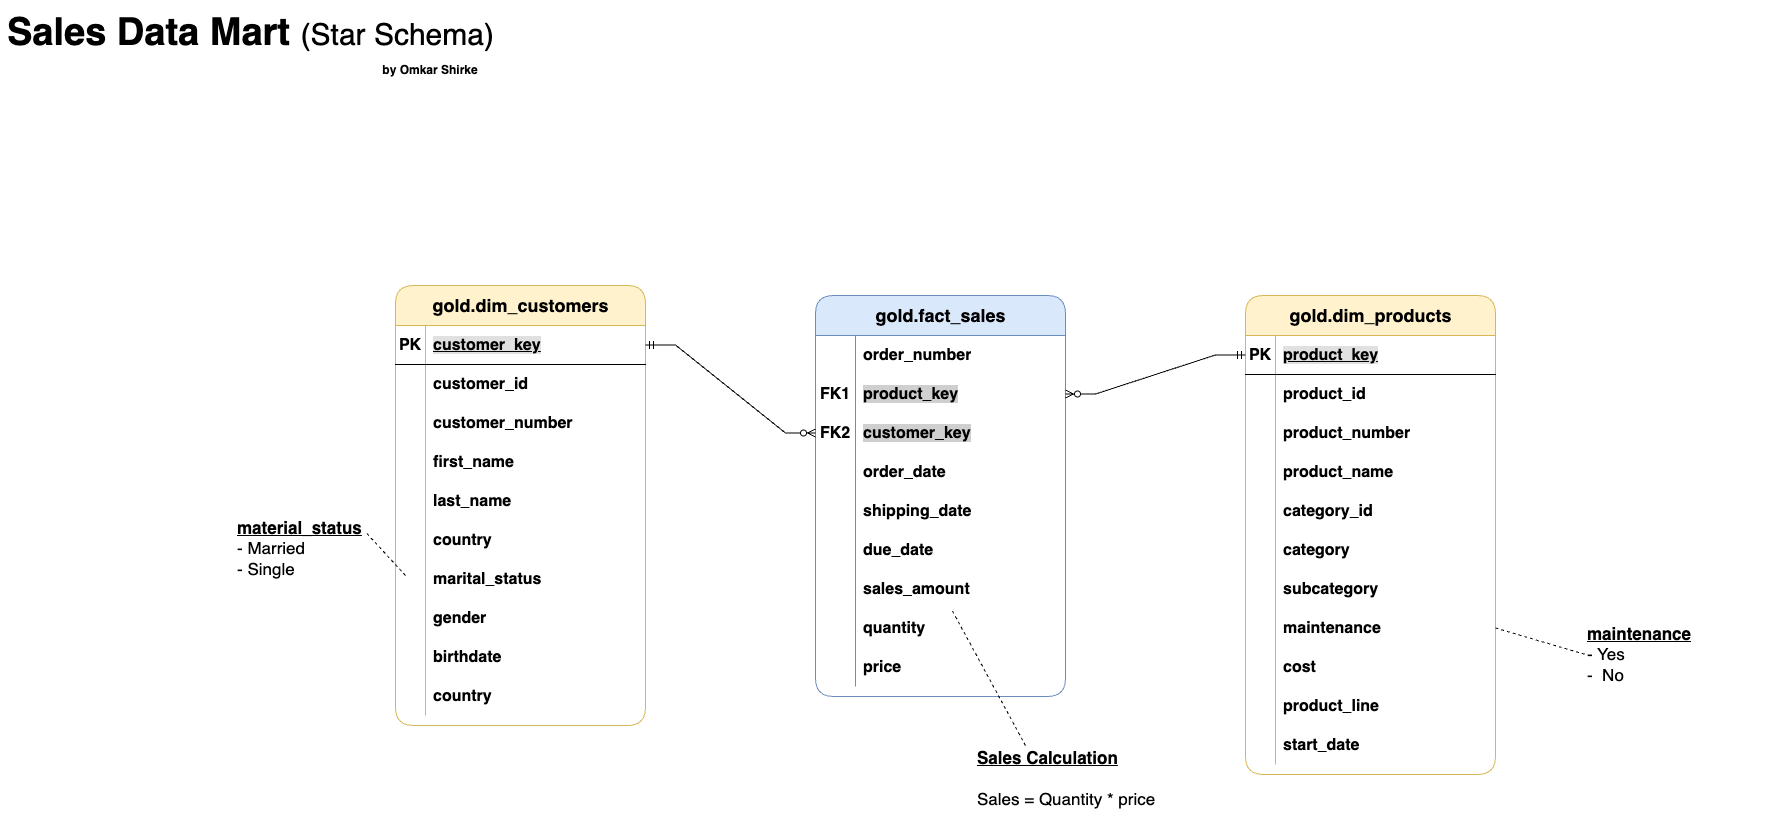 Sales Data Mart (Star Schema)
by Omkar Shirke
gold.dim_customers
PK customer_key
customer_id
customer_number
first_name
last_name
country
marital_status
gender
birthdate
country
material_status
- Married
- Single
gold.fact_sales
order_number
FK1 product_key
FK2 customer_key
order_date
shipping_date
due_date
sales_amount
quantity
price
Sales Calculation
Sales = Quantity * price
gold.dim_products
PK product_key
product_id
product_number
product_name
category_id
category
subcategory
maintenance
cost
product_line
start_date
maintenance
- Yes
- No